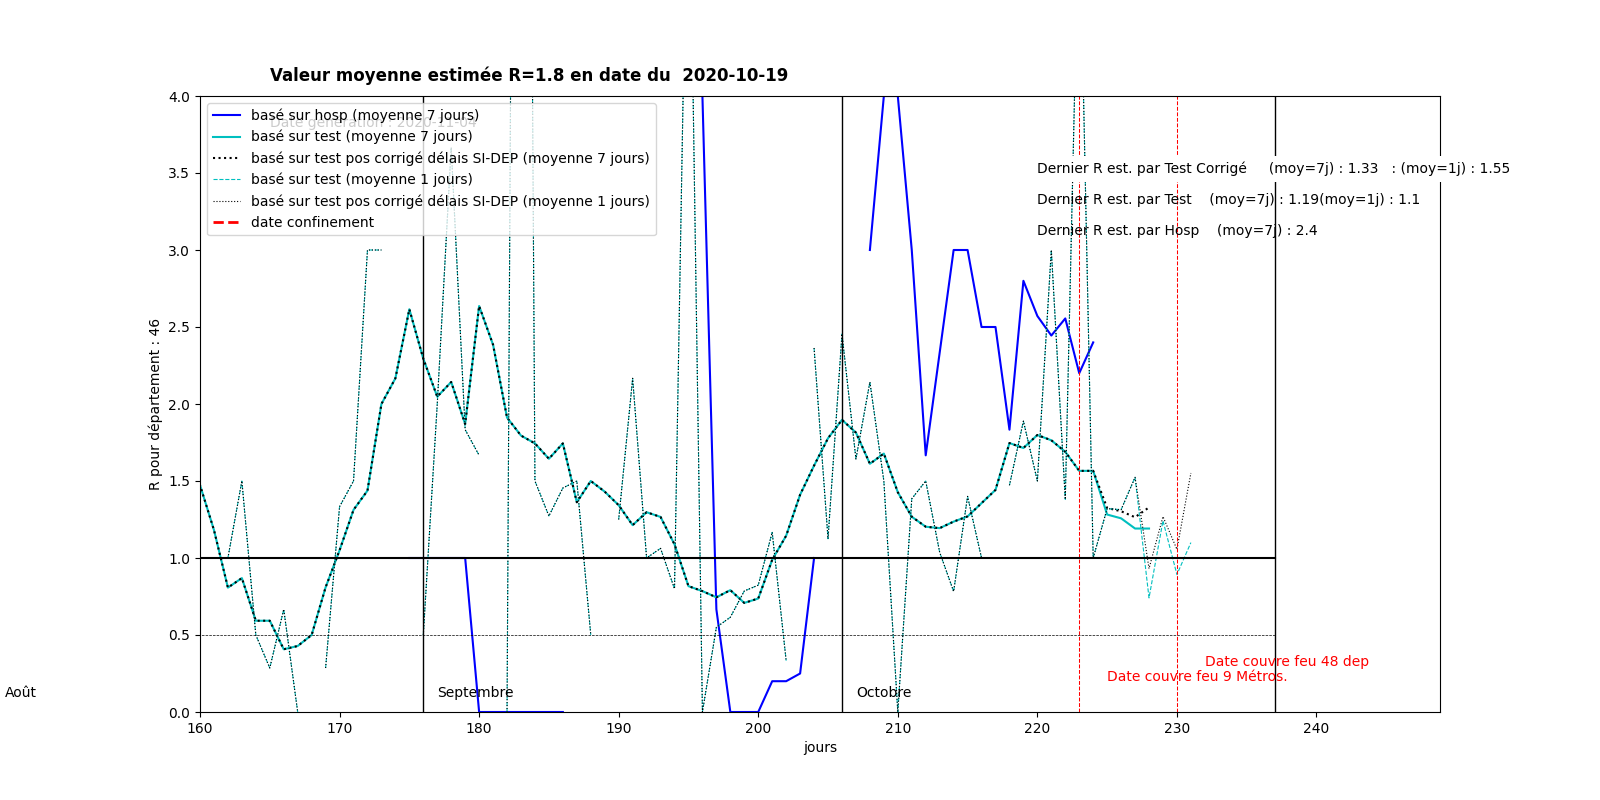 Valeur moyenne estimée R=1.8 en date du  2020-10-19
Date génération : 2020-11-04
basé sur hosp (moyenne 7 jours)
basé sur test (moyenne 7 jours)
basé sur test pos corrigé délais SI-DEP (moyenne 7 jours)
basé sur test (moyenne 1 jours)
basé sur test pos corrigé délais SI-DEP (moyenne 1 jours)
date confinement
Dernier R est. par Test Corrigé     (moy=7j) : 1.33   : (moy=1j) : 1.55
Dernier R est. par Test    (moy=7j) : 1.19(moy=1j) : 1.1
Dernier R est. par Hosp    (moy=7j) : 2.4
4.0
3.5
3.0
2.5
2.0
1.5
1.0
0.5
0.0
R pour département : 46
Date couvre feu 48 dep
Date couvre feu 9 Métros.
Août
Septembre
Octobre
160 170 180 190 200 210 220 230 240
jours